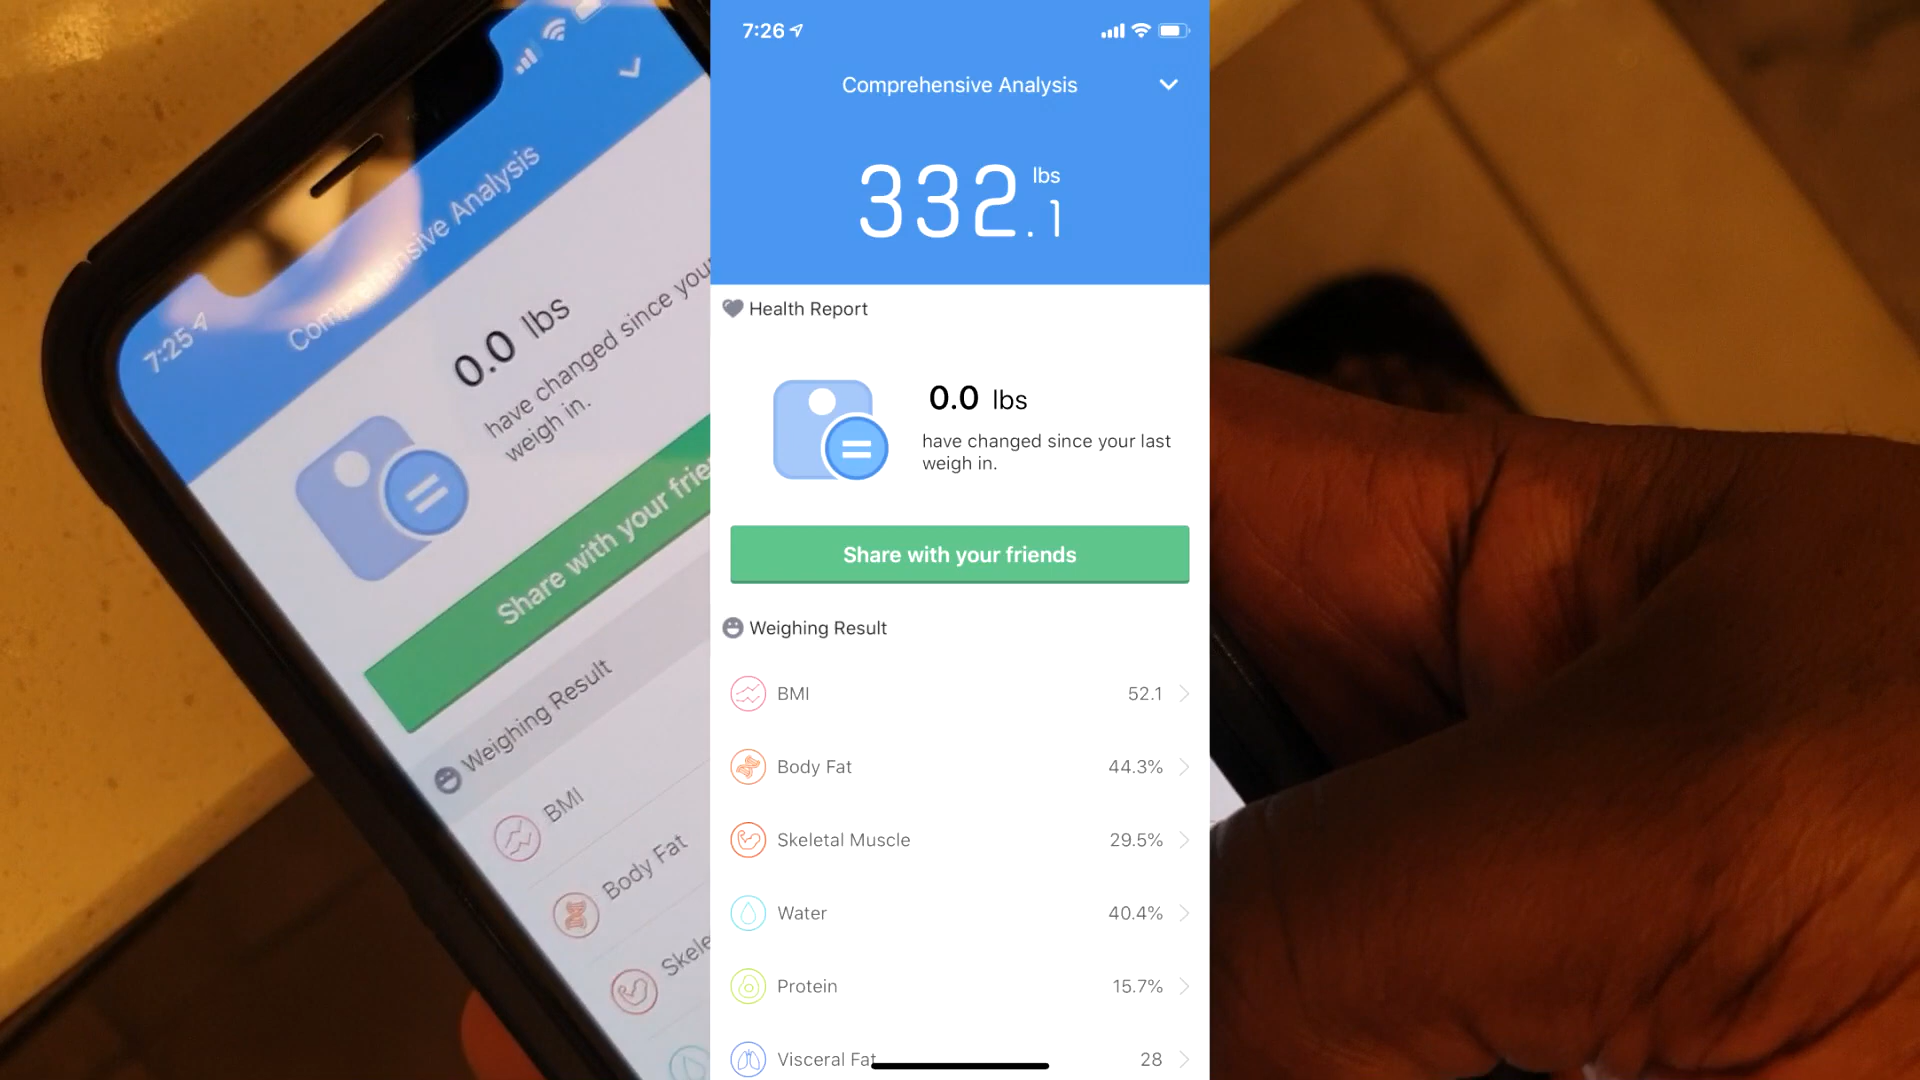 7:25
Comprehensive Analysis
0.0 lbs
have changed since your
weigh in.
Share with your frie
Weighing Result
BMI
Body Fat
Skele
7:26
Comprehensive Analysis
332.1 lbs
Health Report
0.0 lbs
have changed since your last
weigh in.
Share with your friends
Weighing Result
BMI 52.1
Body Fat 44.3%
Skeletal Muscle 29.5%
Water 40.4%
Protein 15.7%
Visceral Fat 28